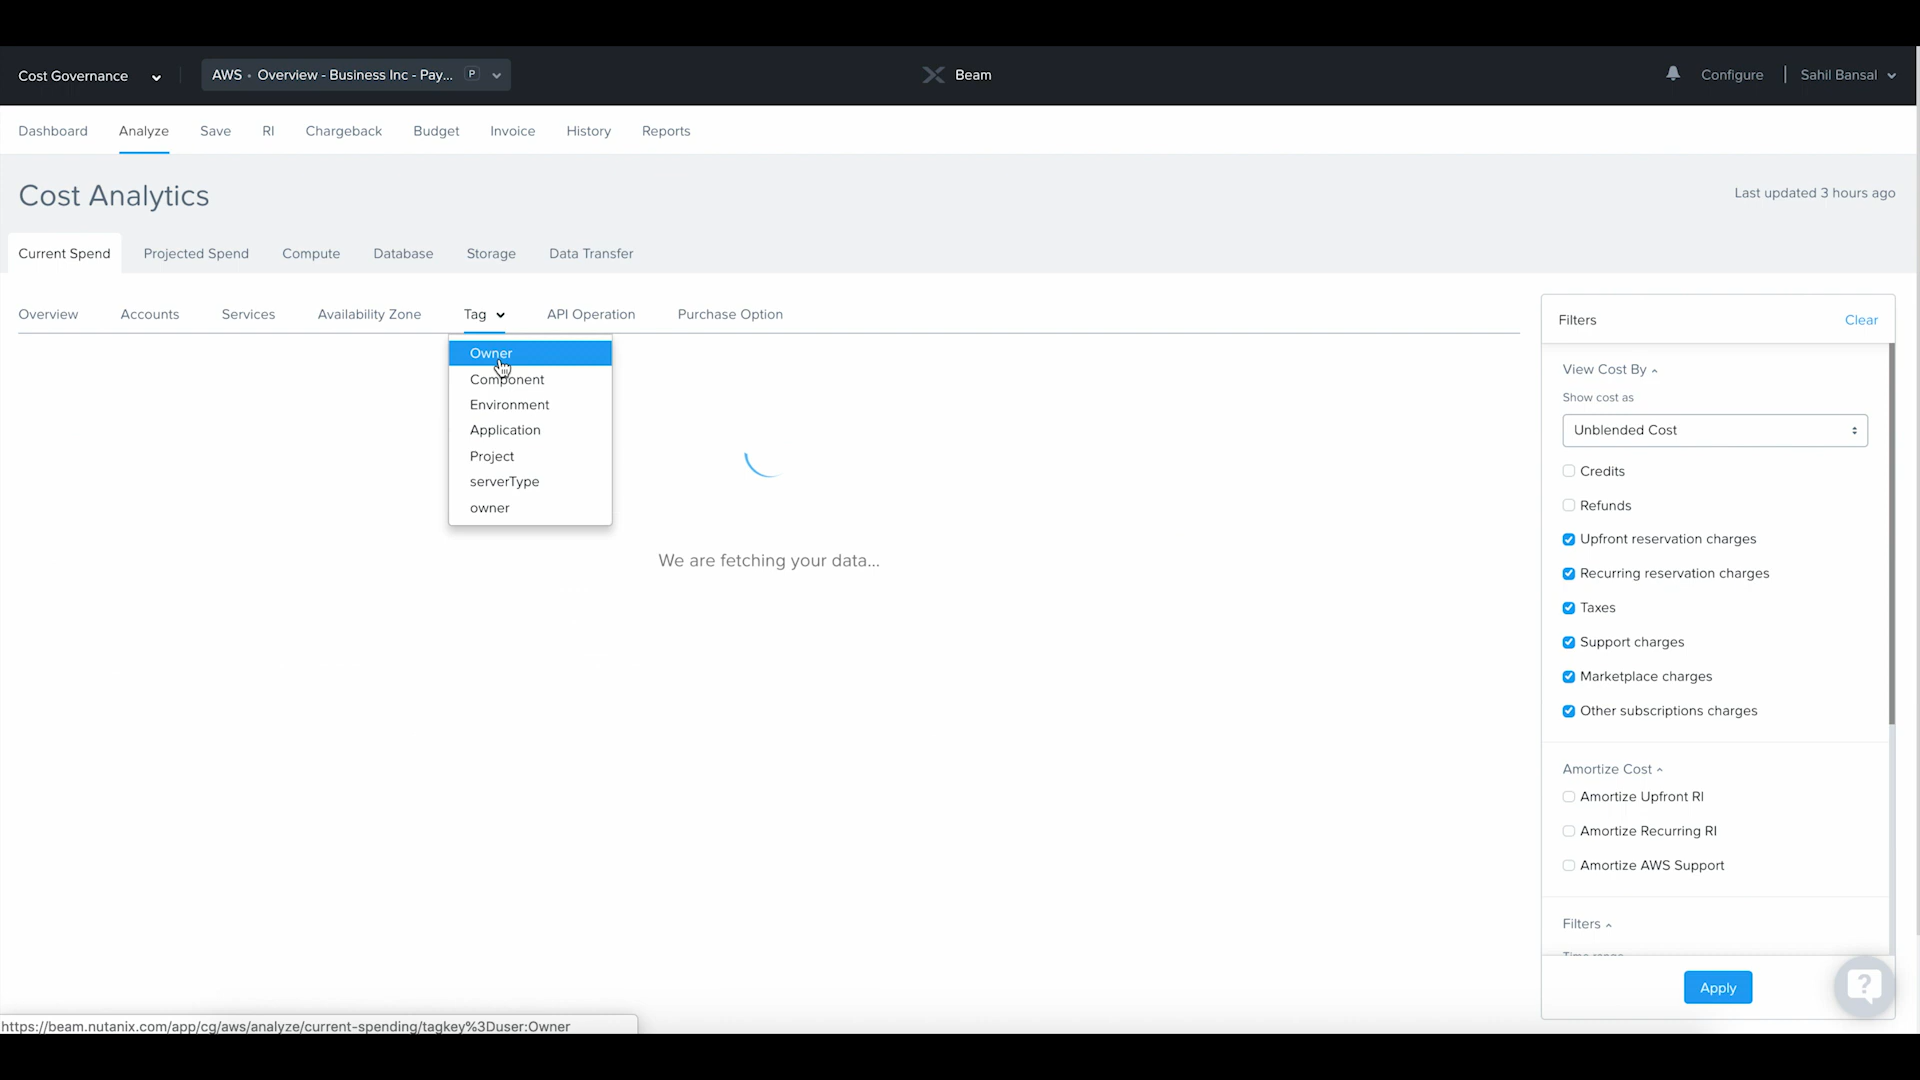 Cost Governance
AWS • Overview - Business Inc - Pay... P
Beam
Configure
Sahil Bansal
Dashboard Analyze Save RI Chargeback Budget Invoice History Reports
Cost Analytics
Last updated 3 hours ago
Current Spend Projected Spend Compute Database Storage Data Transfer
Overview Accounts Services Availability Zone Tag API Operation Purchase Option
Owner
Component
Environment
Application
Project
serverType
owner
We are fetching your data...
Filters Clear
View Cost By
Show cost as
Unblended Cost
Credits
Refunds
Upfront reservation charges
Recurring reservation charges
Taxes
Support charges
Marketplace charges
Other subscriptions charges
Amortize Cost
Amortize Upfront RI
Amortize Recurring RI
Amortize AWS Support
Filters
Apply
https://beam.nutanix.com/app/cg/aws/analyze/current-spending/tagkey%3Duser:Owner